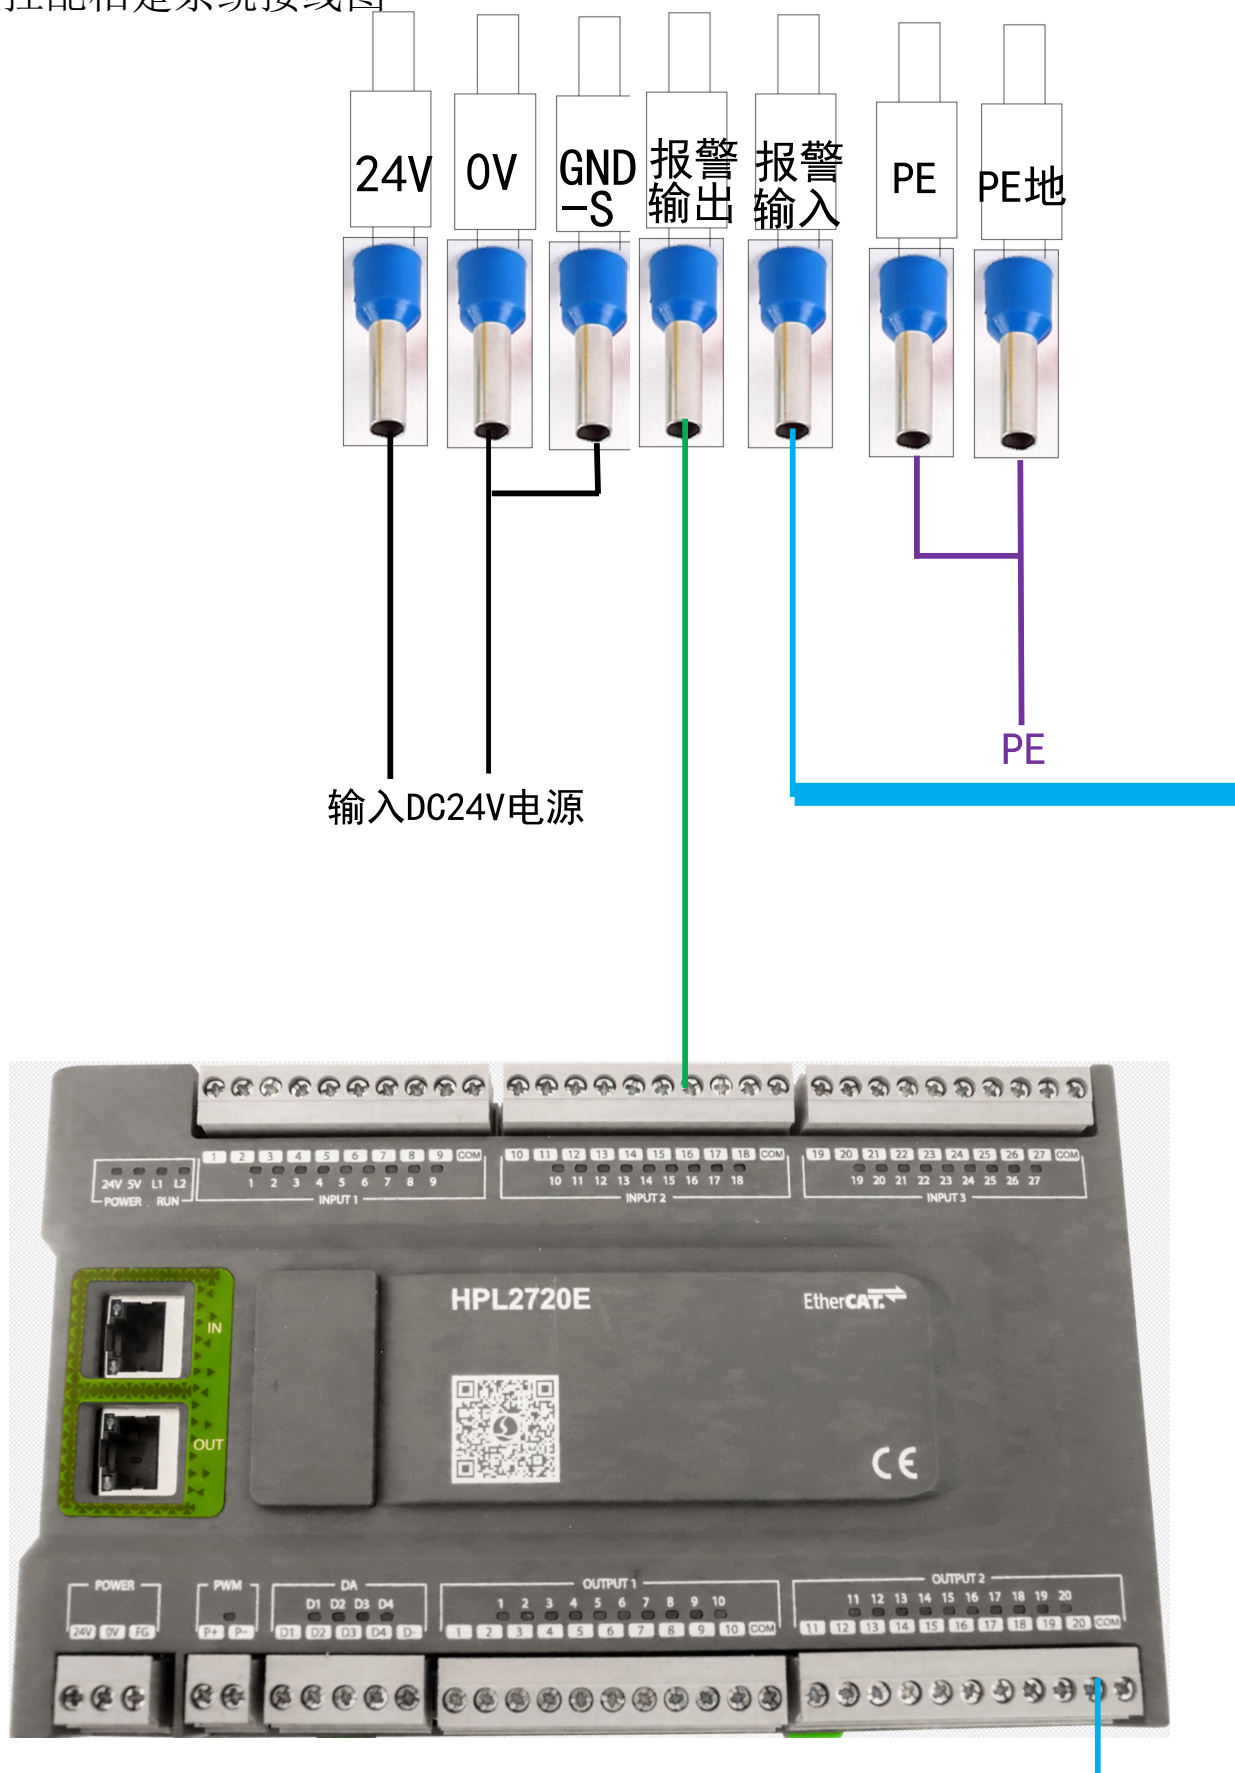 24V 0V GND 报警 报警 PE PE地
-S 输出 输入
PE
输入DC24V电源
1 2 3 4 5 6 7 8 9 COM 10 11 12 13 14 15 16 17 18 COM 19 20 21 22 23 24 25 26 27 COM
24V 5V L1 L2 1 2 3 4 5 6 7 8 9 10 11 12 13 14 15 16 17 18 19 20 21 22 23 24 25 26 27
POWER RUN INPUT 1 INPUT 2 INPUT 3
HPL2720E EtherCAT
IN
OUT
CE
POWER PWM DA OUTPUT 1 OUTPUT 2
D1 D2 D3 D4 1 2 3 4 5 6 7 8 9 10 11 12 13 14 15 16 17 18 19 20
24V 0V FG P+ P- D1 D2 D3 D4 D- 1 2 3 4 5 6 7 8 9 10 COM 11 12 13 14 15 16 17 18 19 20 COM